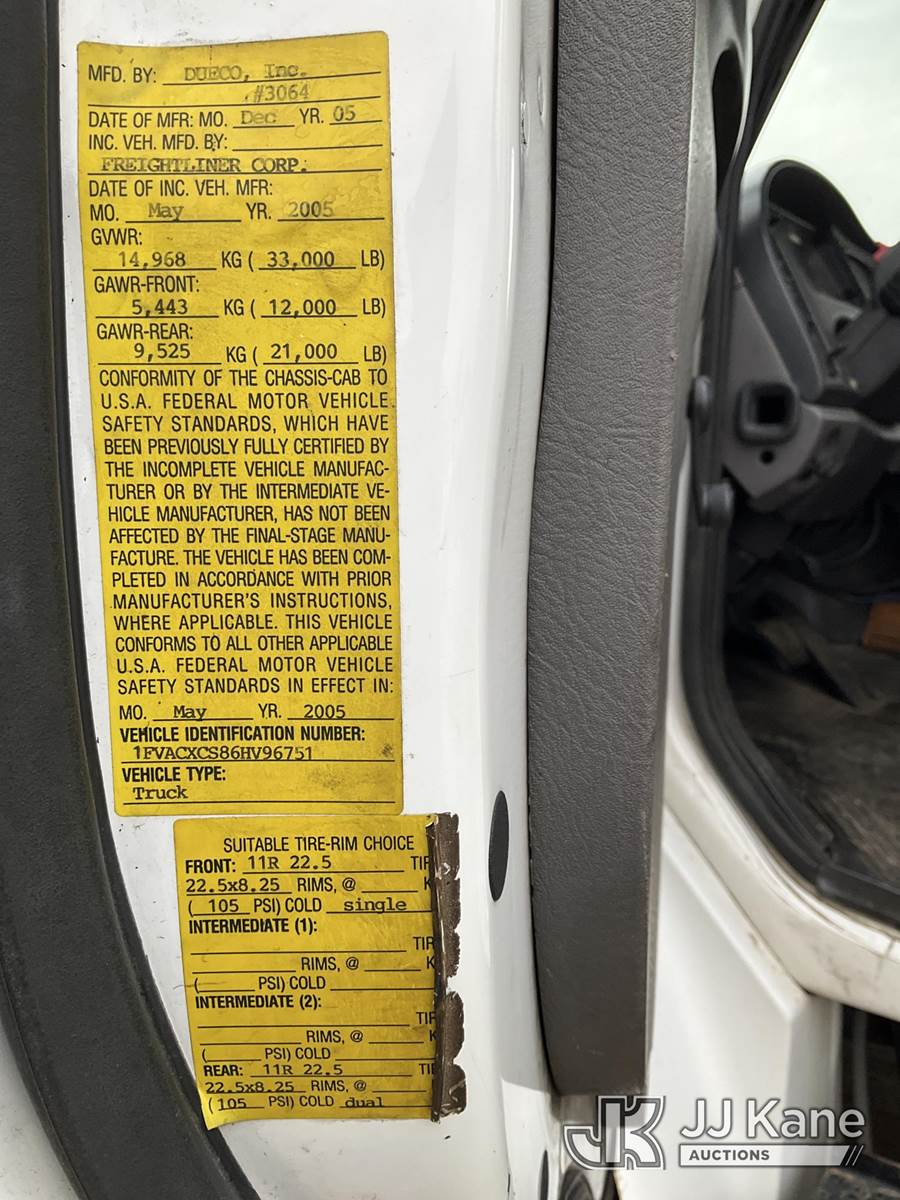 MFD. BY: DUECO, Inc.
#3064
DATE OF MFR: MO. Dec YR. 05
INC. VEH. MFD. BY:
FREIGHTLINER CORP.
DATE OF INC. VEH. MFR:
MO. May YR. 2005
GVWR:
14,968 KG ( 33,000 LB)
GAWR-FRONT:
5,443 KG ( 12,000 LB)
GAWR-REAR:
9,525 KG ( 21,000 LB)
CONFORMITY OF THE CHASSIS-CAB TO
U.S.A. FEDERAL MOTOR VEHICLE
SAFETY STANDARDS, WHICH HAVE
BEEN PREVIOUSLY FULLY CERTIFIED BY
THE INCOMPLETE VEHICLE MANUFAC-
TURER OR BY THE INTERMEDIATE VE-
HICLE MANUFACTURER, HAS NOT BEEN
AFFECTED BY THE FINAL-STAGE MANU-
FACTURE. THE VEHICLE HAS BEEN COM-
PLETED IN ACCORDANCE WITH PRIOR
MANUFACTURER'S INSTRUCTIONS,
WHERE APPLICABLE. THIS VEHICLE
CONFORMS TO ALL OTHER APPLICABLE
U.S.A. FEDERAL MOTOR VEHICLE
SAFETY STANDARDS IN EFFECT IN:
MO. May YR. 2005
VEHICLE IDENTIFICATION NUMBER:
1FVACXCS86HV96751
VEHICLE TYPE:
Truck
SUITABLE TIRE-RIM CHOICE
FRONT: 11R 22.5 TIR
22.5x8.25 RIMS, @ K
( 105 PSI) COLD single
INTERMEDIATE (1):
TIR
RIMS, @ K
( PSI) COLD
INTERMEDIATE (2):
TIR
RIMS, @ K
( PSI) COLD
REAR: 11R 22.5 TIR
22.5x8.25 RIMS, @
( 105 PSI) COLD dual
JK JJ Kane
AUCTIONS